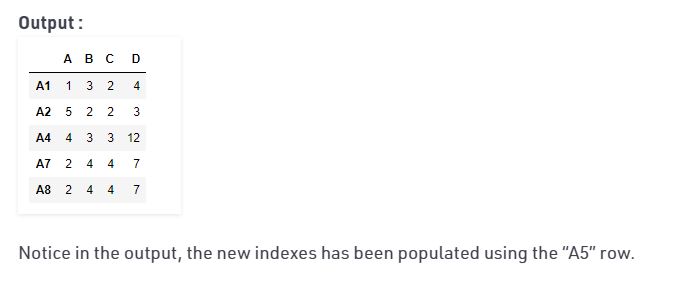 Output :
A B C D
A1 1 3 2 4
A2 5 2 2 3
A4 4 3 3 12
A7 2 4 4 7
A8 2 4 4 7
Notice in the output, the new indexes has been populated using the “A5” row.